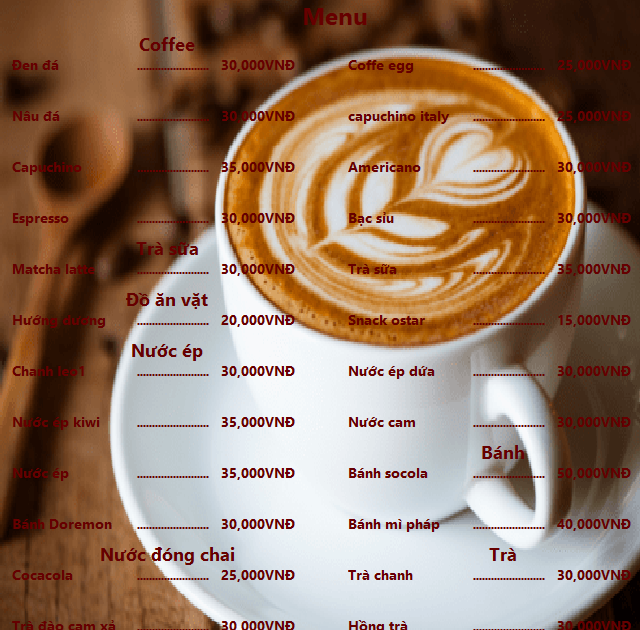 Menu
Coffee
Đen đá ........................ 30,000VNĐ Coffe egg ........................ 25,000VNĐ
Nâu đá ........................ 30,000VNĐ capuchino italy ........................ 25,000VNĐ
Capuchino ........................ 35,000VNĐ Americano ........................ 30,000VNĐ
Espresso ........................ 30,000VNĐ Bạc sỉu ........................ 30,000VNĐ
Trà sữa
Matcha latte ........................ 30,000VNĐ Trà sữa ........................ 35,000VNĐ
Đồ ăn vặt
Hướng dương ........................ 20,000VNĐ Snack ostar ........................ 15,000VNĐ
Nước ép
Chanh leo1 ........................ 30,000VNĐ Nước ép dứa ........................ 30,000VNĐ
Nước ép kiwi ........................ 35,000VNĐ Nước cam ........................ 30,000VNĐ
Bánh
Nước ép ........................ 35,000VNĐ Bánh socola ........................ 50,000VNĐ
Bánh Doremon ........................ 30,000VNĐ Bánh mì pháp ........................ 40,000VNĐ
Nước đóng chai Trà
Cocacola ........................ 25,000VNĐ Trà chanh ........................ 30,000VNĐ
Trà đào cam xả ........................ 30,000VNĐ Hồng trà ........................ 30,000VNĐ